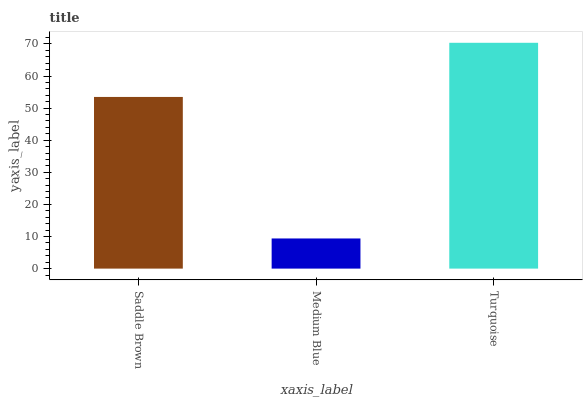 title
70
60
50
40
30
20
10
0
yaxis_label
Saddle Brown
Medium Blue
Turquoise
xaxis_label